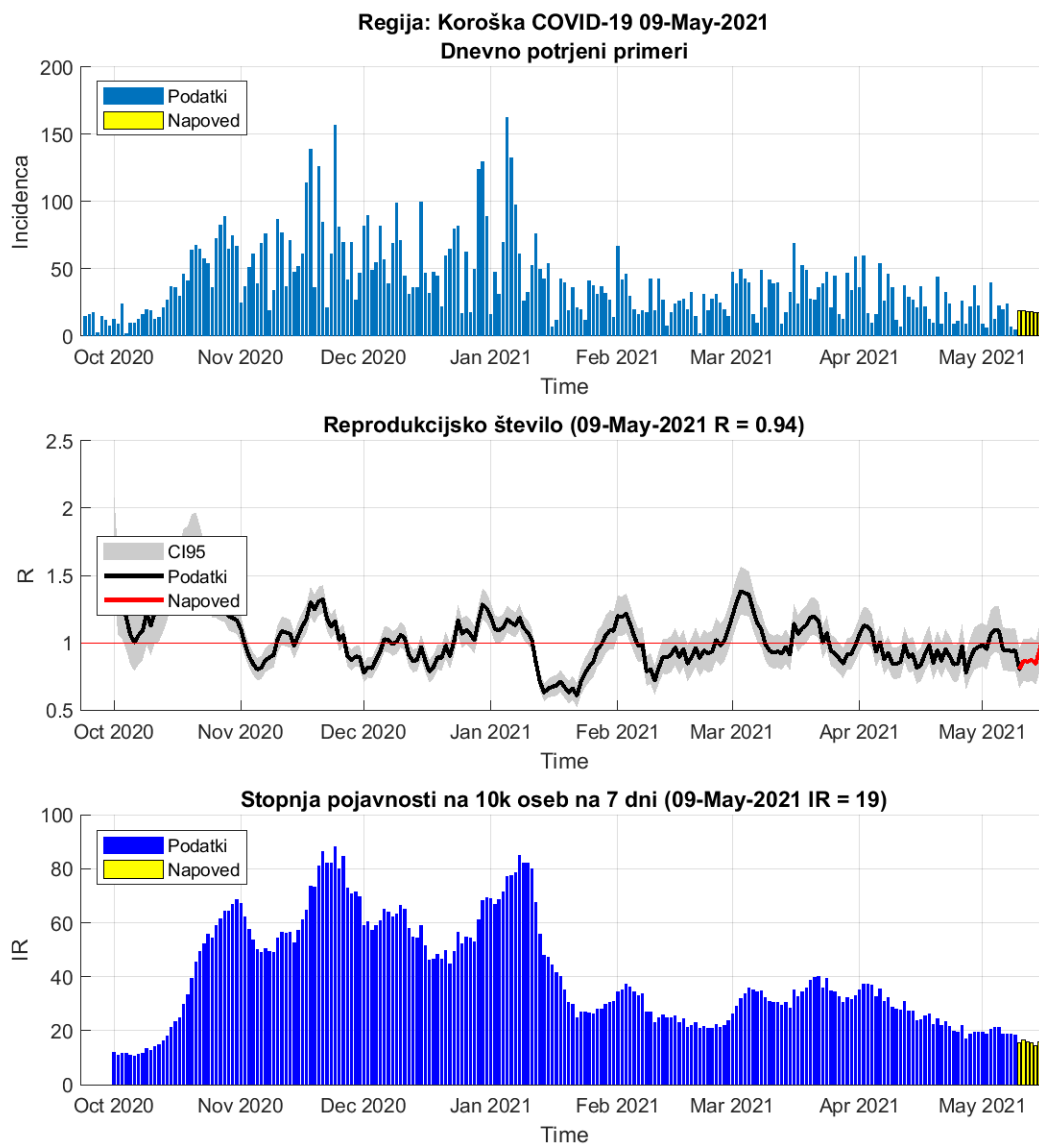 Regija: Koroška COVID-19 09-May-2021
Dnevno potrjeni primeri
200
150
100
50
0
Incidenca
Podatki
Napoved
Oct 2020 Nov 2020 Dec 2020 Jan 2021 Feb 2021 Mar 2021 Apr 2021 May 2021
Time
Reprodukcijsko število (09-May-2021 R = 0.94)
2.5
2
1.5
1
0.5
R
CI95
Podatki
Napoved
Oct 2020 Nov 2020 Dec 2020 Jan 2021 Feb 2021 Mar 2021 Apr 2021 May 2021
Time
Stopnja pojavnosti na 10k oseb na 7 dni (09-May-2021 IR = 19)
100
80
60
40
20
0
IR
Podatki
Napoved
Oct 2020 Nov 2020 Dec 2020 Jan 2021 Feb 2021 Mar 2021 Apr 2021 May 2021
Time